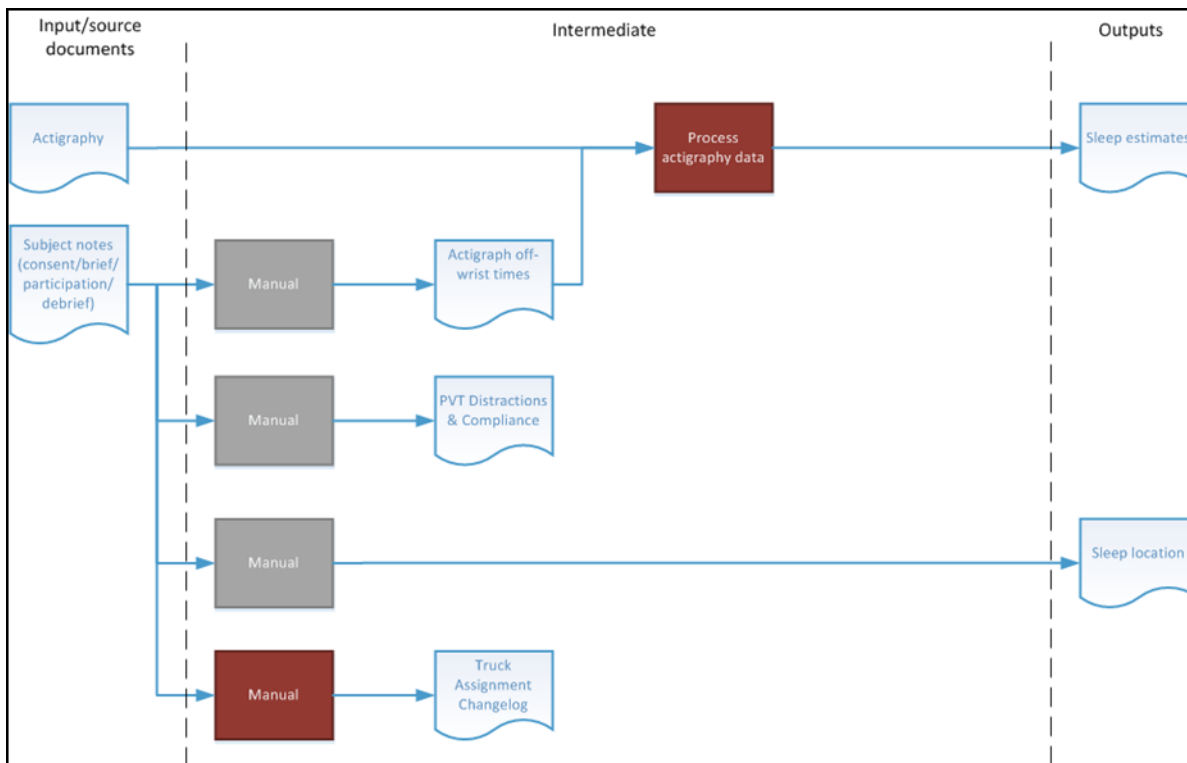 Input/source
documents
Intermediate
Outputs
Actigraphy
Process
actigraphy data
Sleep estimates
Subject notes
(consent/brief/
participation/
debrief)
Manual
Actigraph off-
wrist times
Manual
PVT Distractions
& Compliance
Manual
Sleep location
Manual
Truck
Assignment
Changelog